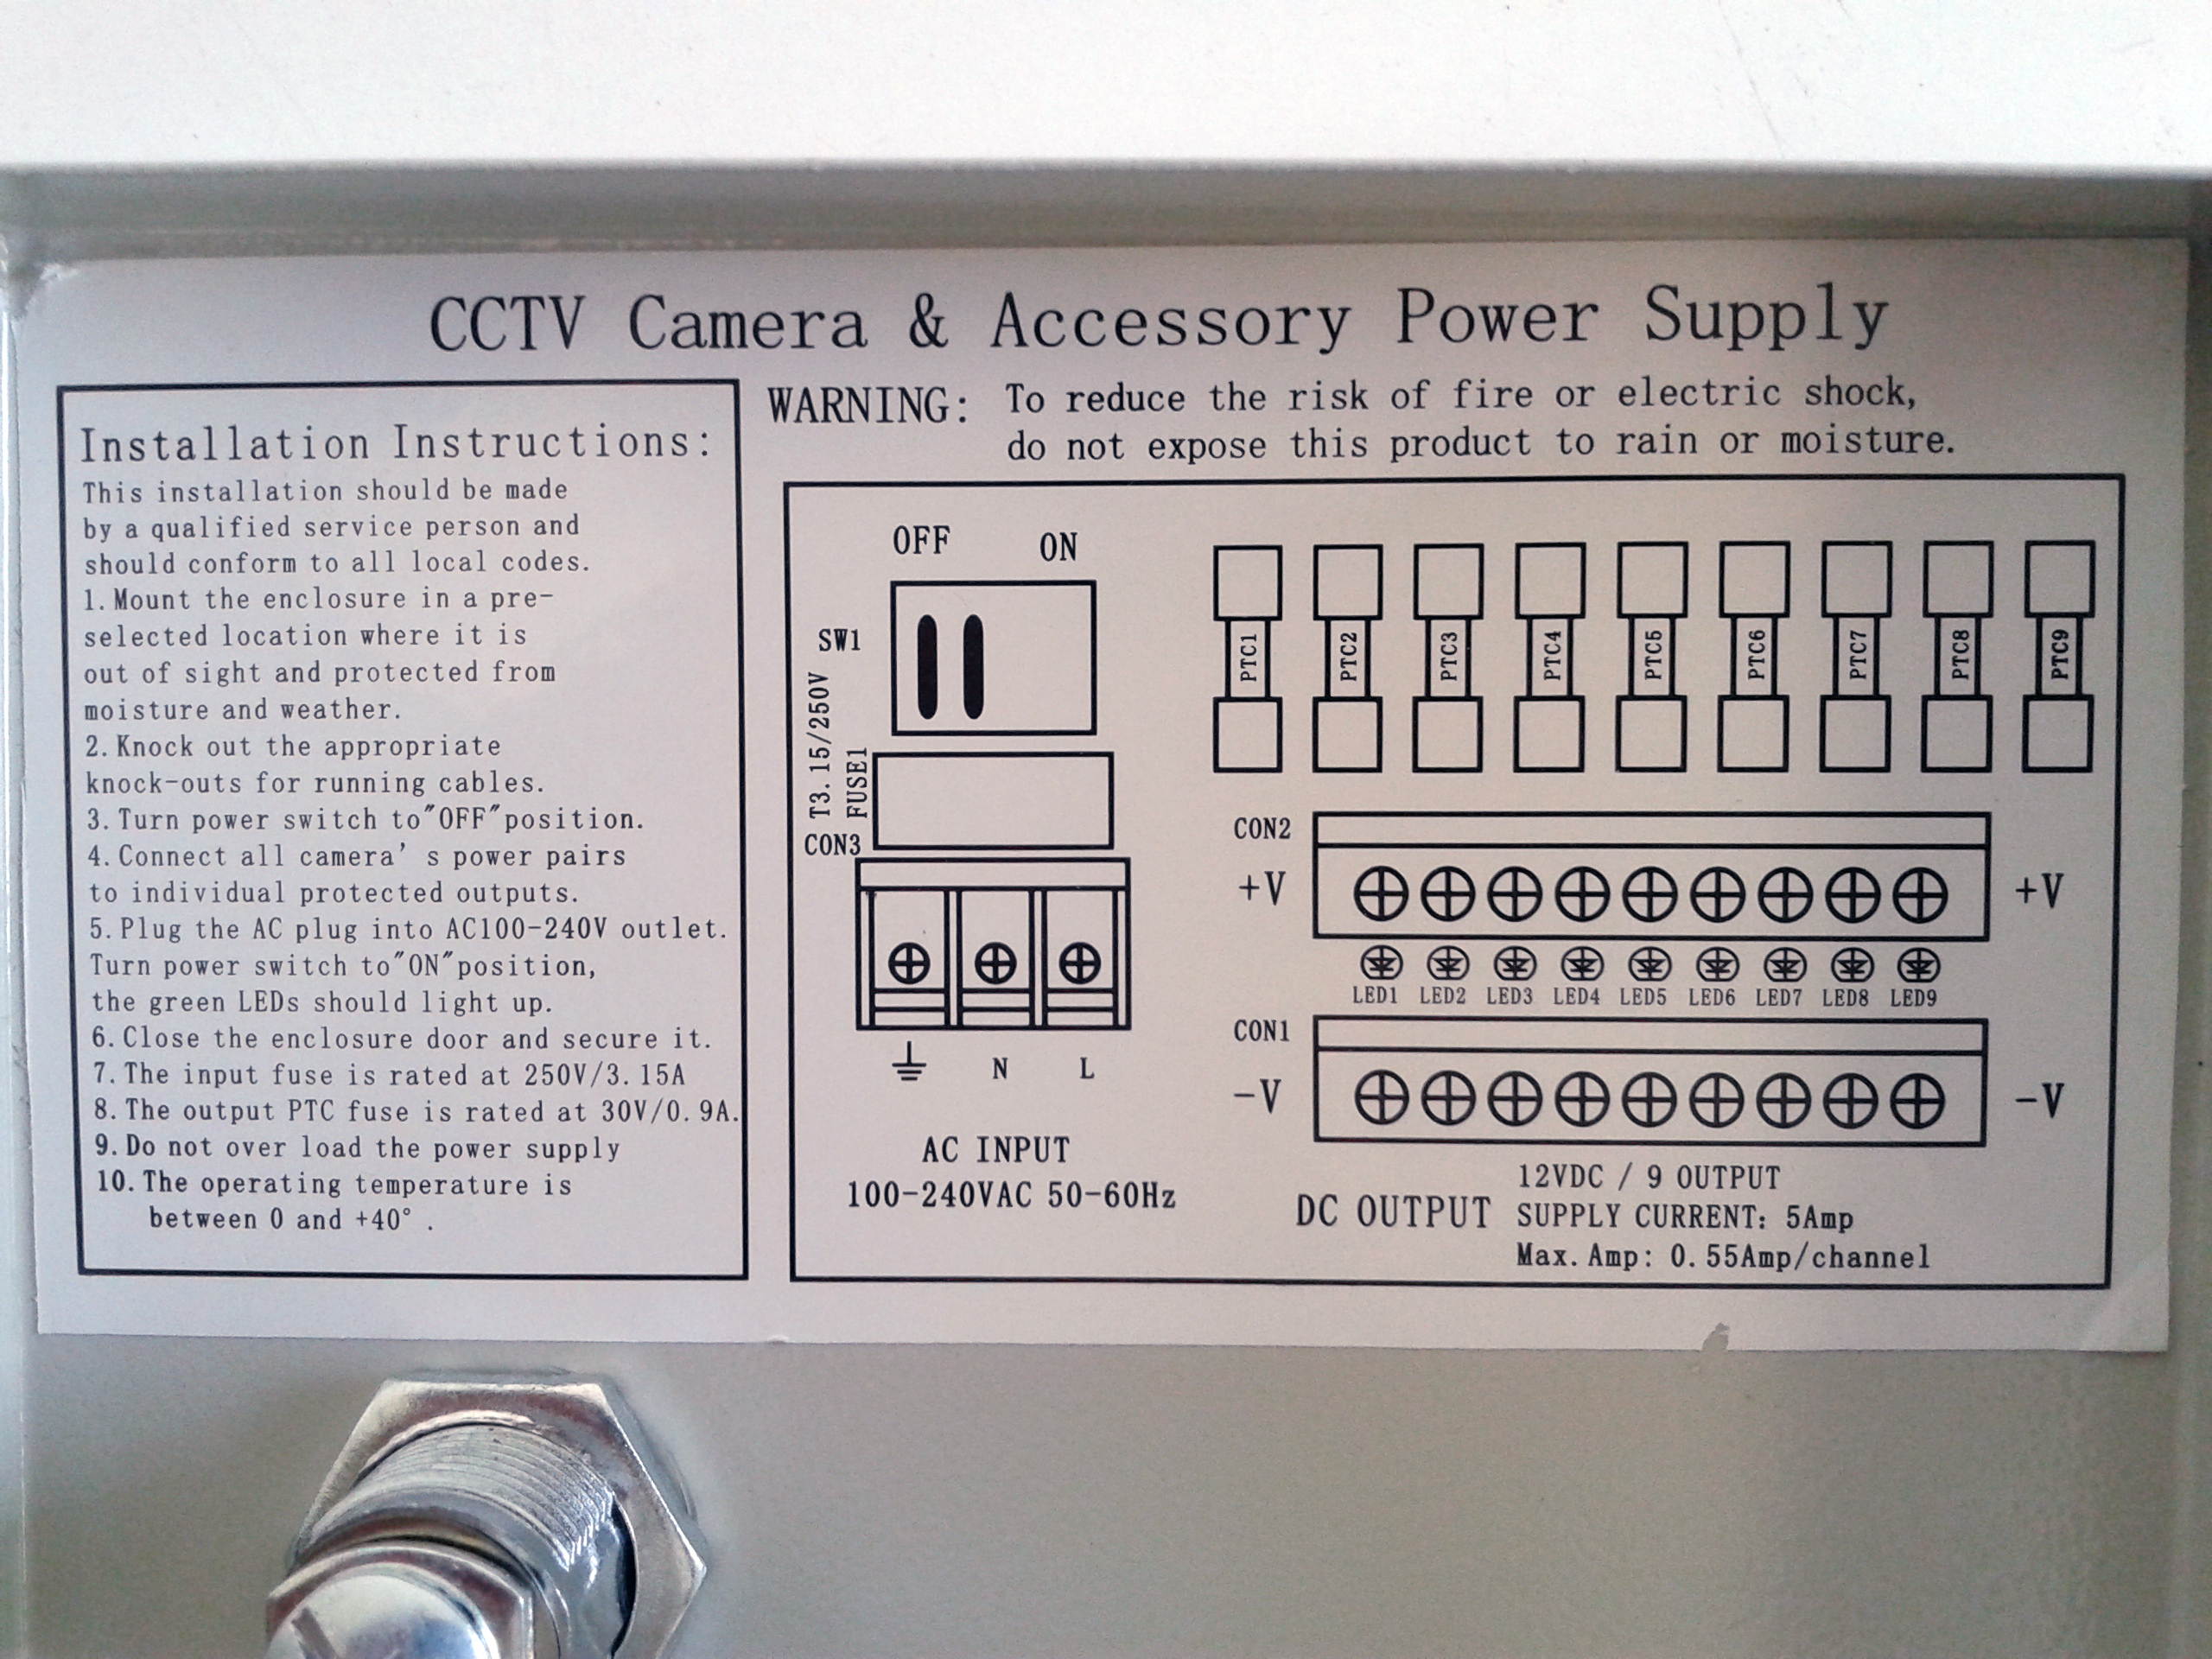 CCTV Camera & Accessory Power Supply
Installation Instructions:
This installation should be made
by a qualified service person and
should conform to all local codes.
1. Mount the enclosure in a pre-
selected location where it is
out of sight and protected from
moisture and weather.
2. Knock out the appropriate
knock-outs for running cables.
3. Turn power switch to"OFF"position.
4. Connect all camera's power pairs
to individual protected outputs.
5. Plug the AC plug into AC100-240V outlet.
Turn power switch to"ON"position,
the green LEDs should light up.
6. Close the enclosure door and secure it.
7. The input fuse is rated at 250V/3.15A
8. The output PTC fuse is rated at 30V/0.9A.
9. Do not over load the power supply
10. The operating temperature is
between 0 and +40° .
WARNING: To reduce the risk of fire or electric shock,
do not expose this product to rain or moisture.
OFF ON
SW1
T3.15/250V
FUSE1
CON3
N L
AC INPUT
100-240VAC 50-60Hz
PTC1 PTC2 PTC3 PTC4 PTC5 PTC6 PTC7 PTC8 PTC9
CON2
+V +V
LED1 LED2 LED3 LED4 LED5 LED6 LED7 LED8 LED9
CON1
-V -V
DC OUTPUT
12VDC / 9 OUTPUT
SUPPLY CURRENT: 5Amp
Max. Amp: 0.55Amp/channel